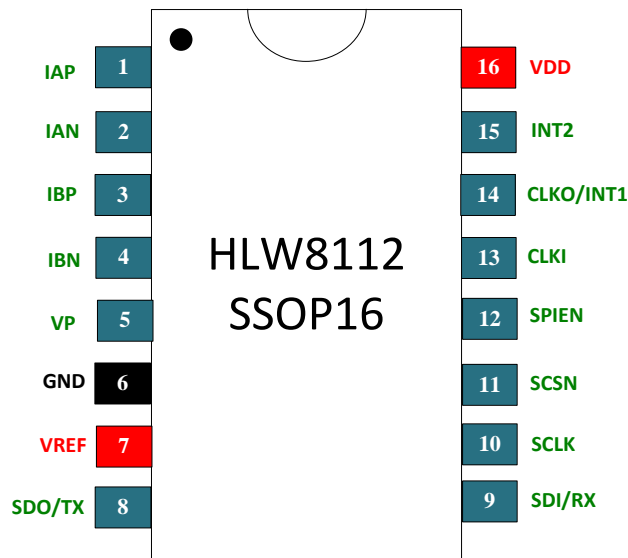 IAP 1
IAN 2
IBP 3
IBN 4
VP 5
GND 6
VREF 7
SDO/TX 8
HLW8112
SSOP16
16 VDD
15 INT2
14 CLKO/INT1
13 CLKI
12 SPIEN
11 SCSN
10 SCLK
9 SDI/RX